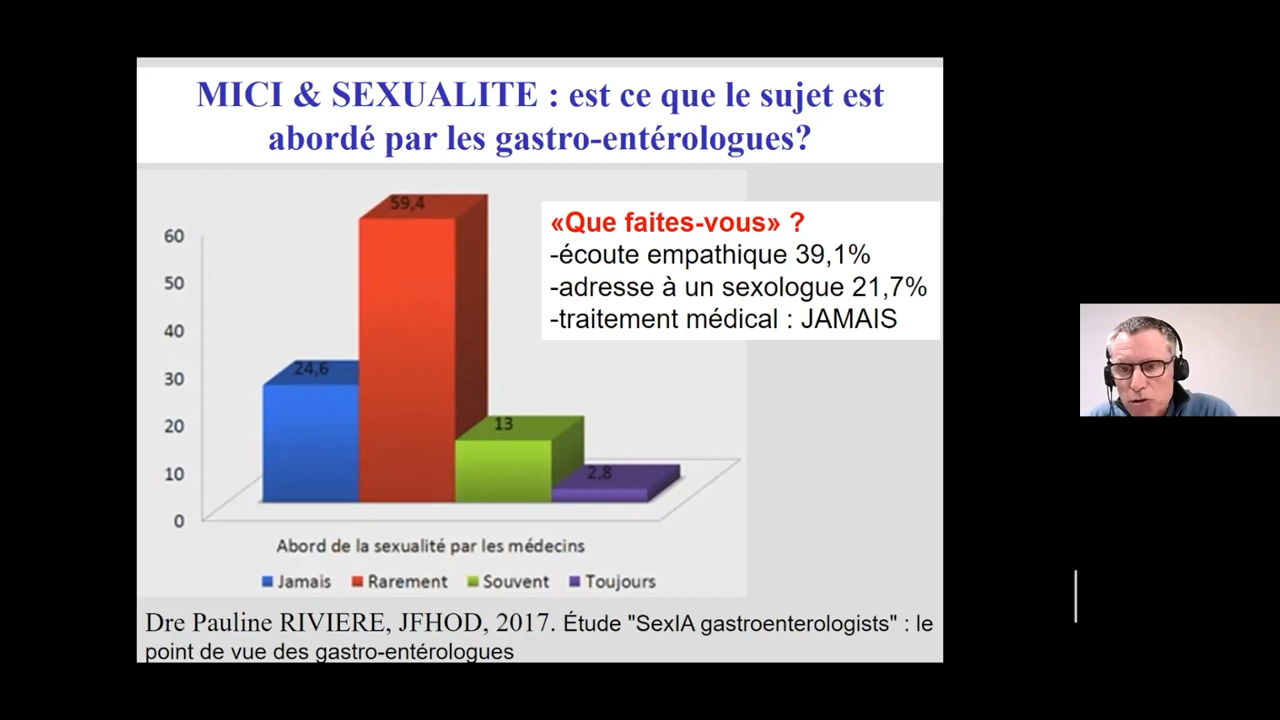 MICI & SEXUALITE : est ce que le sujet est
abordé par les gastro-entérologues?
«Que faites-vous» ?
-écoute empathique 39,1%
-adresse à un sexologue 21,7%
-traitement médical : JAMAIS
59,4
24,6
13
2,8
60
50
40
30
20
10
0
Abord de la sexualité par les médecins
Jamais Rarement Souvent Toujours
Dre Pauline RIVIERE, JFHOD, 2017. Étude "SexIA gastroenterologists" : le
point de vue des gastro-entérologues